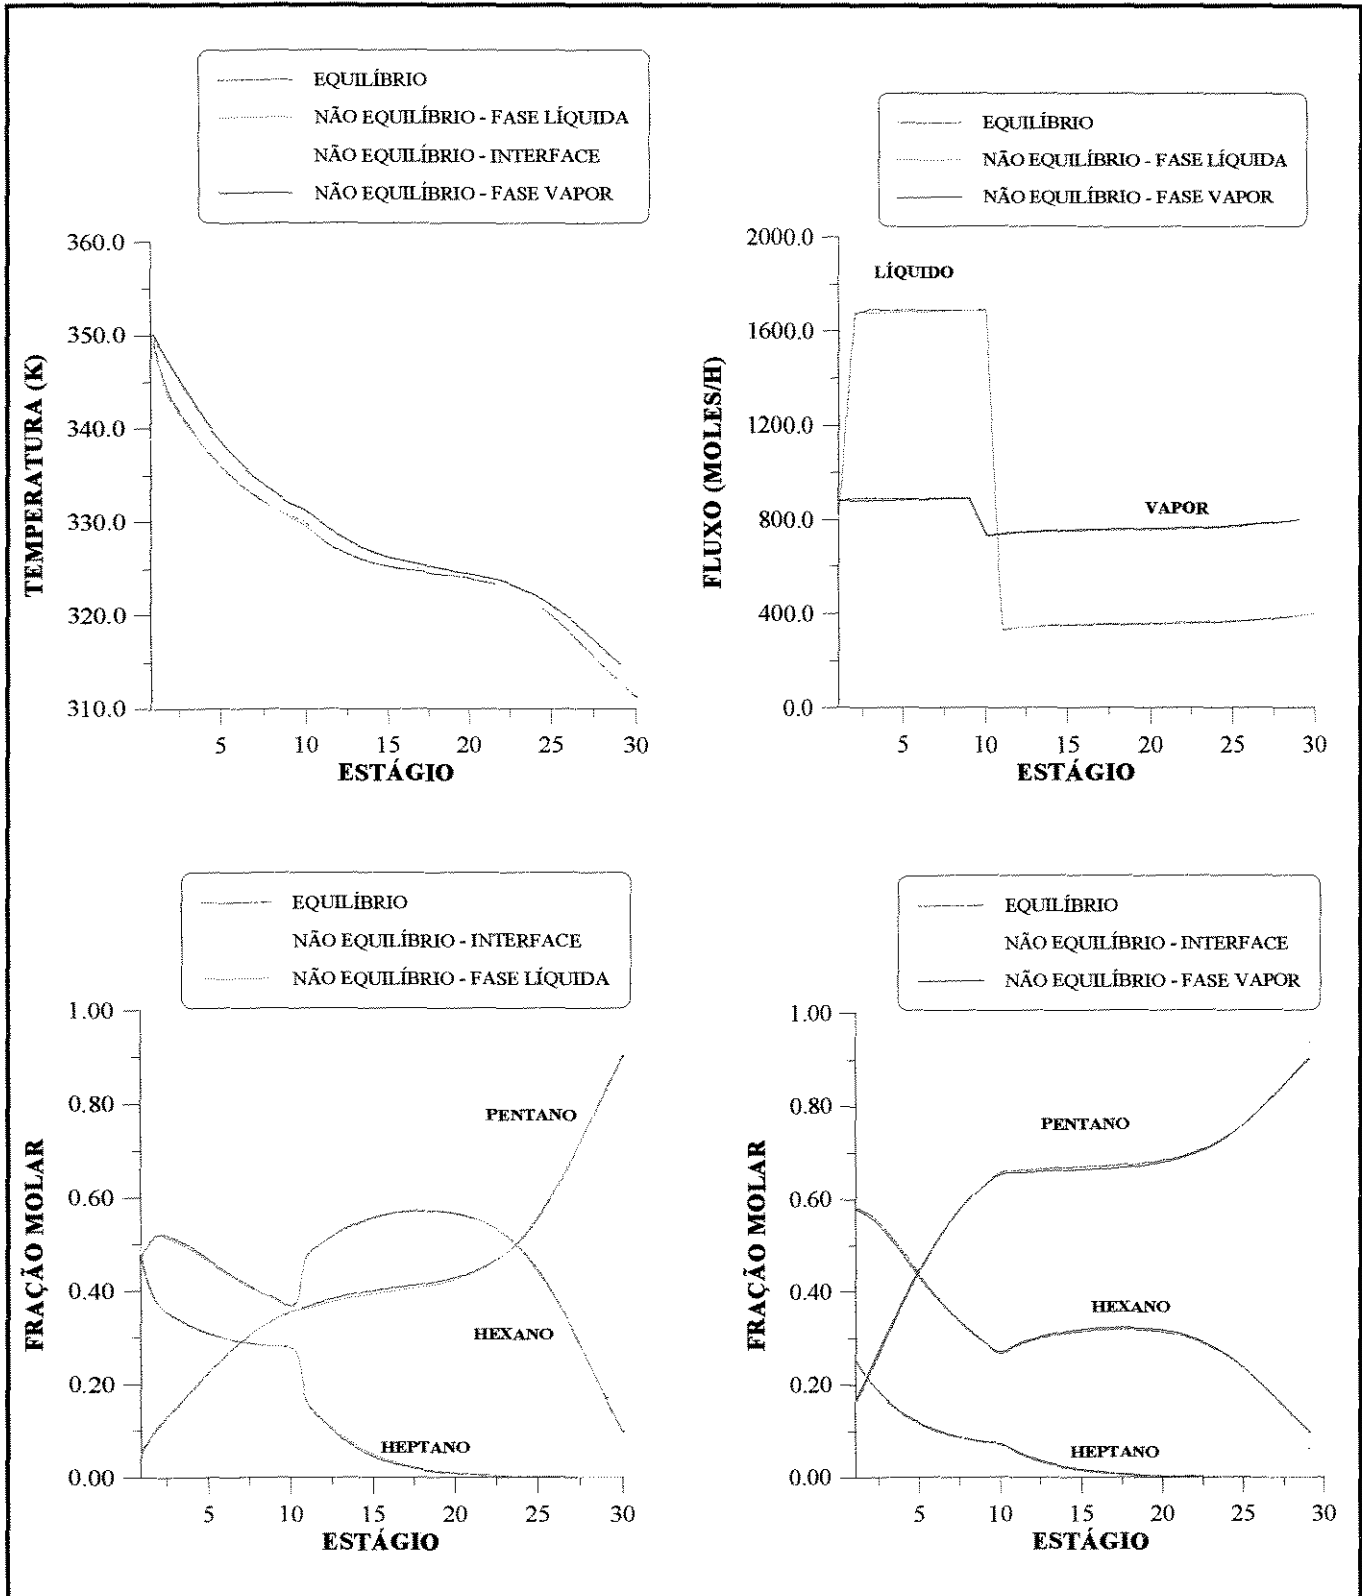 EQUILÍBRIO
NÃO EQUILÍBRIO - FASE LÍQUIDA
NÃO EQUILÍBRIO - INTERFACE
NÃO EQUILÍBRIO - FASE VAPOR
360.0
350.0
340.0
330.0
320.0
310.0
TEMPERATURA (K)
5 10 15 20 25 30
ESTÁGIO
EQUILÍBRIO
NÃO EQUILÍBRIO - FASE LÍQUIDA
NÃO EQUILÍBRIO - FASE VAPOR
2000.0
1600.0
1200.0
800.0
400.0
0.0
FLUXO (MOLES/H)
LÍQUIDO
VAPOR
5 10 15 20 25 30
ESTÁGIO
EQUILÍBRIO
NÃO EQUILÍBRIO - INTERFACE
NÃO EQUILÍBRIO - FASE LÍQUIDA
1.00
0.80
0.60
0.40
0.20
0.00
FRAÇÃO MOLAR
PENTANO
HEXANO
HEPTANO
5 10 15 20 25 30
ESTÁGIO
EQUILÍBRIO
NÃO EQUILÍBRIO - INTERFACE
NÃO EQUILÍBRIO - FASE VAPOR
1.00
0.80
0.60
0.40
0.20
0.00
FRAÇÃO MOLAR
PENTANO
HEXANO
HEPTANO
5 10 15 20 25 30
ESTÁGIO